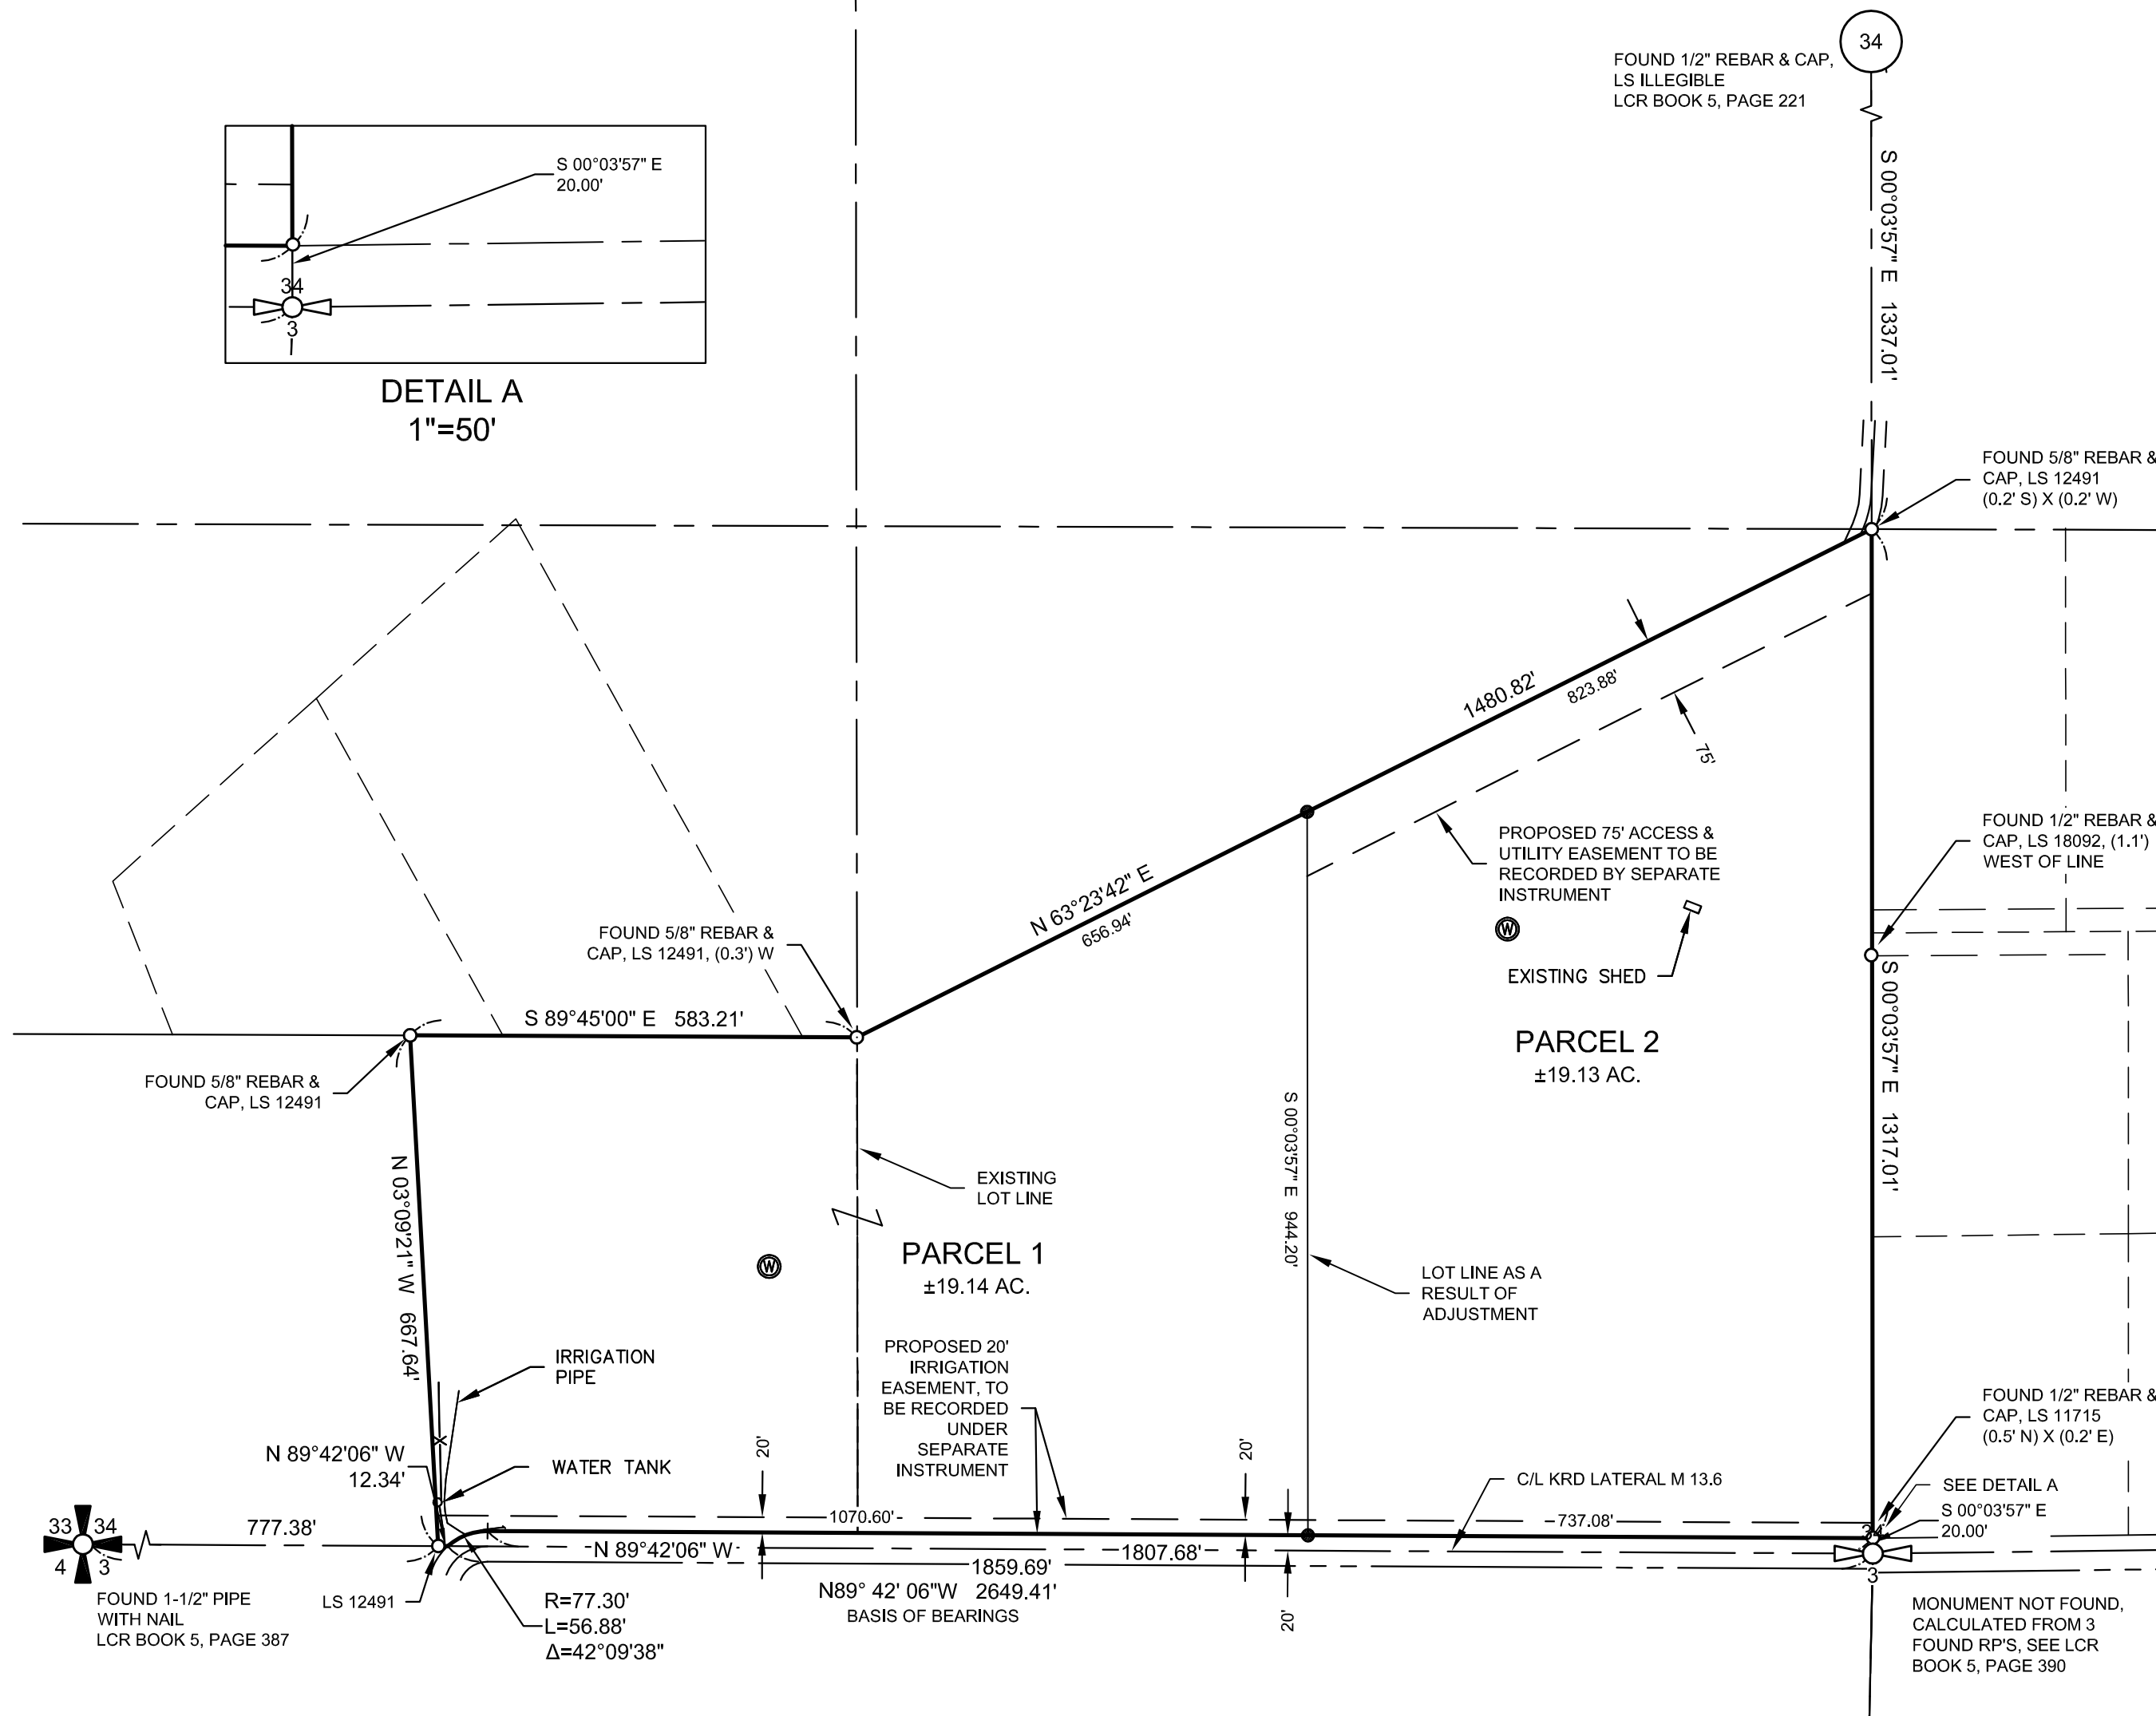 34
FOUND 1/2" REBAR & CAP,
LS ILLEGIBLE
LCR BOOK 5, PAGE 221
S 00°03'57" E 1337.01'
S 00°03'57" E
20.00'
34
3
DETAIL A
1"=50'
FOUND 5/8" REBAR &
CAP, LS 12491
(0.2' S) X (0.2' W)
1480.82'
823.88'
75'
PROPOSED 75' ACCESS &
UTILITY EASEMENT TO BE
RECORDED BY SEPARATE
INSTRUMENT
FOUND 1/2" REBAR &
CAP, LS 18092, (1.1')
WEST OF LINE
N 63°23'42" E
656.94'
FOUND 5/8" REBAR &
CAP, LS 12491, (0.3') W
W
EXISTING SHED
S 89°45'00" E 583.21'
PARCEL 2
±19.13 AC.
S 00°03'57" E 1317.01'
FOUND 5/8" REBAR &
CAP, LS 12491
N 03°09'21" W 667.64'
EXISTING
LOT LINE
S 00°03'57" E 944.20'
PARCEL 1
±19.14 AC.
W
LOT LINE AS A
RESULT OF
ADJUSTMENT
IRRIGATION
PIPE
PROPOSED 20'
IRRIGATION
EASEMENT, TO
BE RECORDED
UNDER
SEPARATE
INSTRUMENT
FOUND 1/2" REBAR &
CAP, LS 11715
(0.5' N) X (0.2' E)
N 89°42'06" W
12.34'
WATER TANK
20'
20'
C/L KRD LATERAL M 13.6
SEE DETAIL A
S 00°03'57" E
20.00'
1070.60'
737.08'
33 34
4 3
777.38'
34
3
N 89°42'06" W
1807.68'
1859.69'
N89° 42' 06"W 2649.41'
BASIS OF BEARINGS
20'
FOUND 1-1/2" PIPE
WITH NAIL
LCR BOOK 5, PAGE 387
LS 12491
R=77.30'
L=56.88'
Δ=42°09'38"
MONUMENT NOT FOUND,
CALCULATED FROM 3
FOUND RP'S, SEE LCR
BOOK 5, PAGE 390